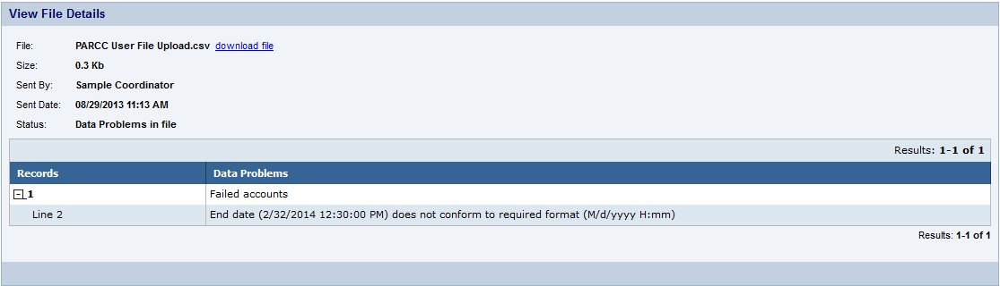 View File Details
File: PARCC User File Upload.csv download file
Size: 0.3 Kb
Sent By: Sample Coordinator
Sent Date: 08/29/2013 11:13 AM
Status: Data Problems in file
Results: 1-1 of 1
Records Data Problems
1 Failed accounts
Line 2 End date (2/32/2014 12:30:00 PM) does not conform to required format (M/d/yyyy H:mm)
Results: 1-1 of 1